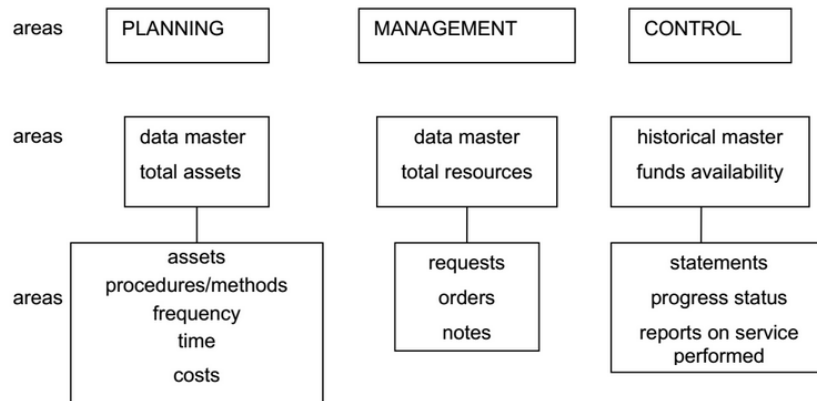 areas PLANNING MANAGEMENT CONTROL
areas
data master
total assets
data master
total resources
historical master
funds availability
areas
assets
procedures/methods
frequency
time
costs
requests
orders
notes
statements
progress status
reports on service
performed